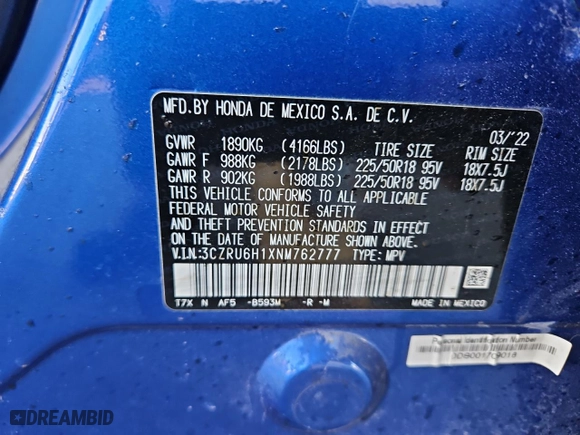 MFD. BY HONDA DE MEXICO S.A. DE C.V.
03/'22
GVWR 1890KG (4166LBS) TIRE SIZE RIM SIZE
GAWR F 988KG (2178LBS) 225/50R18 95V 18X7.5J
GAWR R 902KG (1988LBS) 225/50R18 95V 18X7.5J
THIS VEHICLE CONFORMS TO ALL APPLICABLE
FEDERAL MOTOR VEHICLE SAFETY
AND THEFT PREVENTION STANDARDS IN EFFECT
ON THE DATE OF MANUFACTURE SHOWN ABOVE.
V.I.N:3CZRU6H1XNM762777 TYPE: MPV
T7X N AF5 -B593M -R -M MADE IN MEXICO
Personal Identification Number
DREAMBID